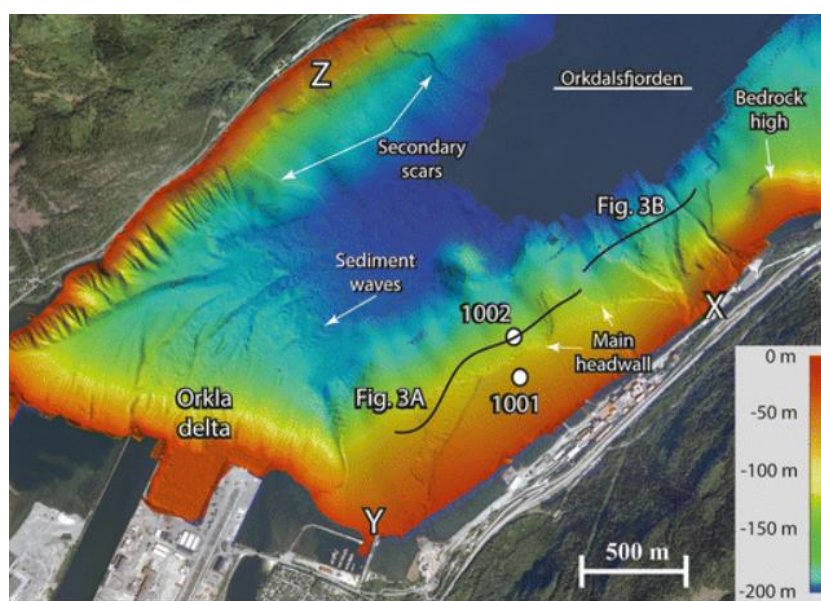 Z
Orkdalsfjorden
Bedrock
high
Secondary
scars
Fig. 3B
Sediment
waves
1002
X
Main
headwall
Fig. 3A
1001
Orkla
delta
Y
500 m
0 m
-50 m
-100 m
-150 m
-200 m